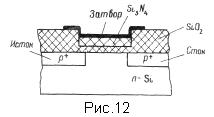 Затвор
Si₃N₄
SiO₂
Исток
Сток
p⁺
p⁺
n - Si
Рис.12